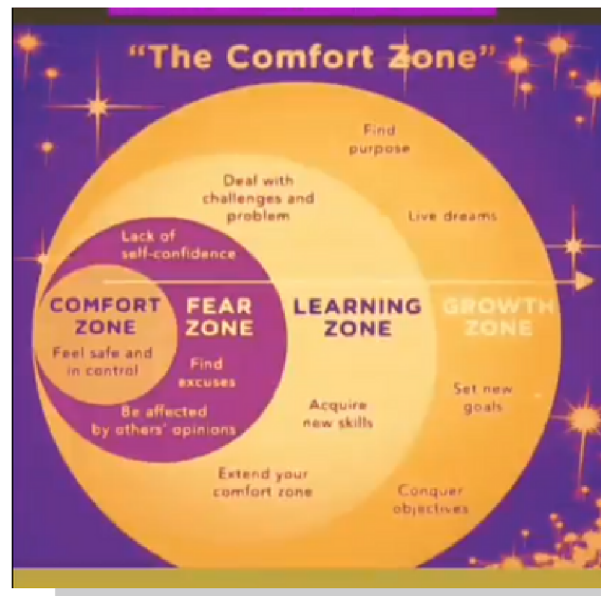 “The Comfort Zone”
Find
purpose
Deal with
challenges and
problem
Live dreams
Lack of
self-confidence
COMFORT
ZONE
Feel safe and
in control
FEAR
ZONE
Find
excuses
Be affected
by others' opinions
LEARNING
ZONE
Acquire
new skills
Extend your
comfort zone
GROWTH
ZONE
Set new
goals
Conquer
objectives